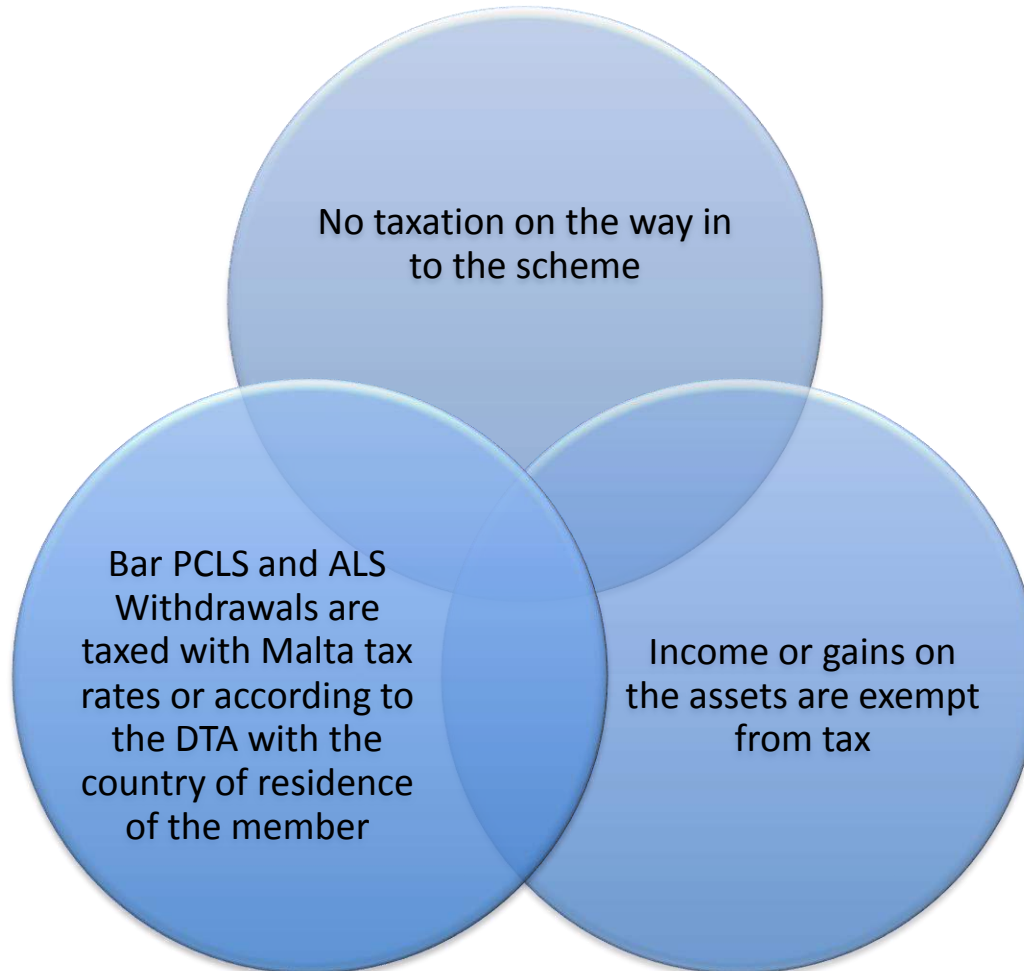 No taxation on the way in
to the scheme
Bar PCLS and ALS
Withdrawals are
taxed with Malta tax
rates or according to
the DTA with the
country of residence
of the member
Income or gains on
the assets are exempt
from tax